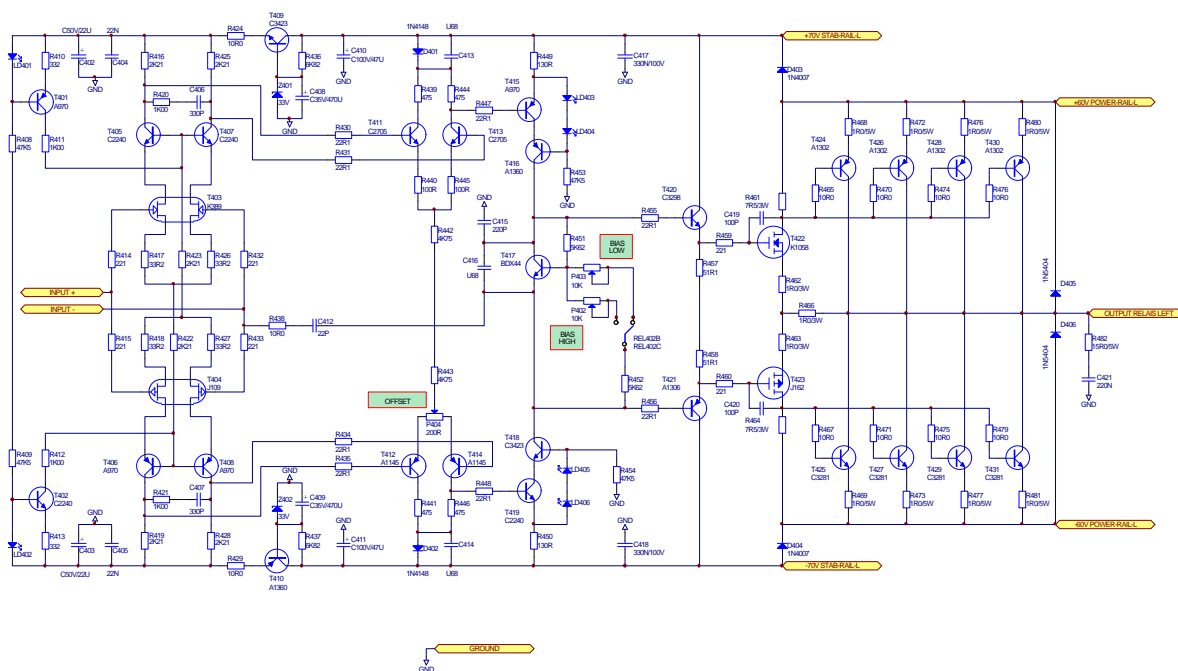 C50V/22U
22N
R424
10R0
T409
C3423
1N4148
U68
+70V STAB-RAIL-L
LD401
R410
332
C402
C404
R416
2K21
R425
2K21
R436
6K82
C410
C100V/47U
GND
D401
C413
R449
130R
C417
330N/100V
GND
D403
1N4007
GND
T401
A970
R420
1K00
C406
330P
Z401
33V
C408
C35V/470U
GND
R439
475
R444
475
R447
22R1
T415
A970
LD403
LD404
+60V POWER-RAIL-L
R408
47K5
R411
1K00
T405
C2240
T407
C2240
R430
22R1
R431
22R1
T411
C2705
T413
C2705
T416
A1360
R453
47K5
GND
T424
A1302
R468
1R0/5W
T426
A1302
R472
1R0/5W
T428
A1302
R476
1R0/5W
T430
A1302
R480
1R0/5W
R440
100R
R445
100R
R465
10R0
R470
10R0
R474
10R0
R476
10R0
T403
K389
GND
C415
220P
R442
4K75
T420
C3298
R455
22R1
R461
7R5/3W
C419
100P
R459
221
T422
K1058
R414
221
R417
33R2
R423
2K21
R426
33R2
R432
221
C416
U68
T417
BDX44
R451
5K62
BIAS
LOW
P403
10K
P402
10K
BIAS
HIGH
REL402B
REL402C
R457
51R1
R462
1R0/3W
INPUT +
INPUT -
R438
10R0
C412
22P
R466
1R0/3W
1N5404
D405
OUTPUT RELAIS LEFT
D406
1N5404
R482
15R0/5W
C421
220N
GND
R415
221
R418
33R2
R422
2K21
R427
33R2
R433
221
T404
J109
R443
4K75
OFFSET
P404
200R
R452
5K62
R456
22R1
T421
A1306
R458
51R1
R460
221
R463
1R0/3W
T423
J162
C420
100P
R464
7R5/3W
R409
47K5
R412
1K00
T406
A970
T408
A970
R434
22R1
R435
22R1
T412
A1145
T414
A1145
T418
C3423
LD405
LD406
R454
47K5
GND
R467
10R0
R471
10R0
R475
10R0
R479
10R0
T425
C3281
T427
C3281
T429
C3281
T431
C3281
T402
C2240
R421
1K00
C407
330P
GND
Z402
33V
C409
C35V/470U
R441
475
R446
475
R448
22R1
T419
C2240
R469
1R0/5W
R473
1R0/5W
R477
1R0/5W
R481
1R0/5W
-60V POWER-RAIL-L
LD402
R413
332
GND
C403
C405
R419
2K21
R428
2K21
R437
6K82
GND
C411
C100V/47U
D402
C414
R450
130R
GND
C418
330N/100V
D404
1N4007
C50V/22U
22N
R429
10R0
T410
A1360
1N4148
U68
-70V STAB-RAIL-L
GROUND
GND